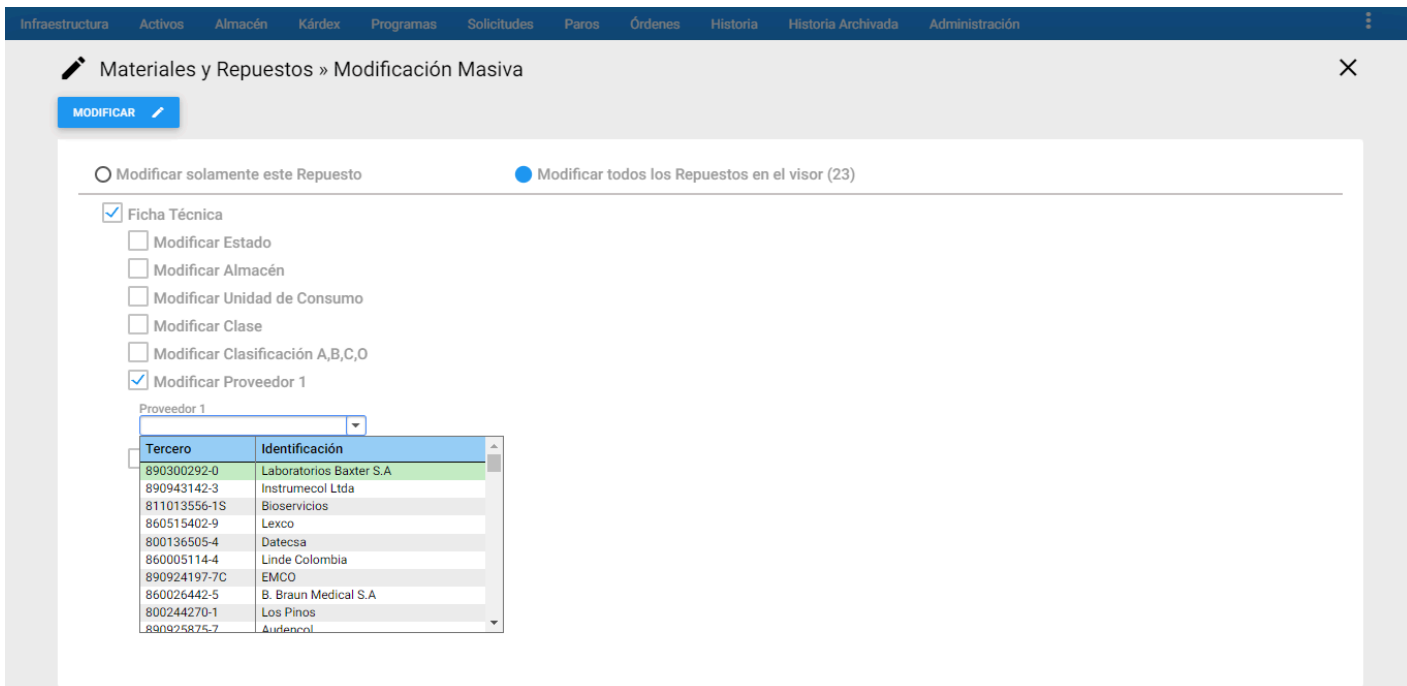 Infraestructura Activos Almacén Kárdex Programas Solicitudes Paros Órdenes Historia Historia Archivada Administración
Materiales y Repuestos » Modificación Masiva
MODIFICAR
Modificar solamente este Repuesto Modificar todos los Repuestos en el visor (23)
Ficha Técnica
Modificar Estado
Modificar Almacén
Modificar Unidad de Consumo
Modificar Clase
Modificar Clasificación A,B,C,O
Modificar Proveedor 1
Proveedor 1
Tercero Identificación
890300292-0 Laboratorios Baxter S.A
890943142-3 Instrumecol Ltda
811013556-1S Bioservicios
860515402-9 Lexco
800136505-4 Datecsa
860005114-4 Linde Colombia
890924197-7C EMCO
860026442-5 B. Braun Medical S.A
800244270-1 Los Pinos
890925875-7 Audencol